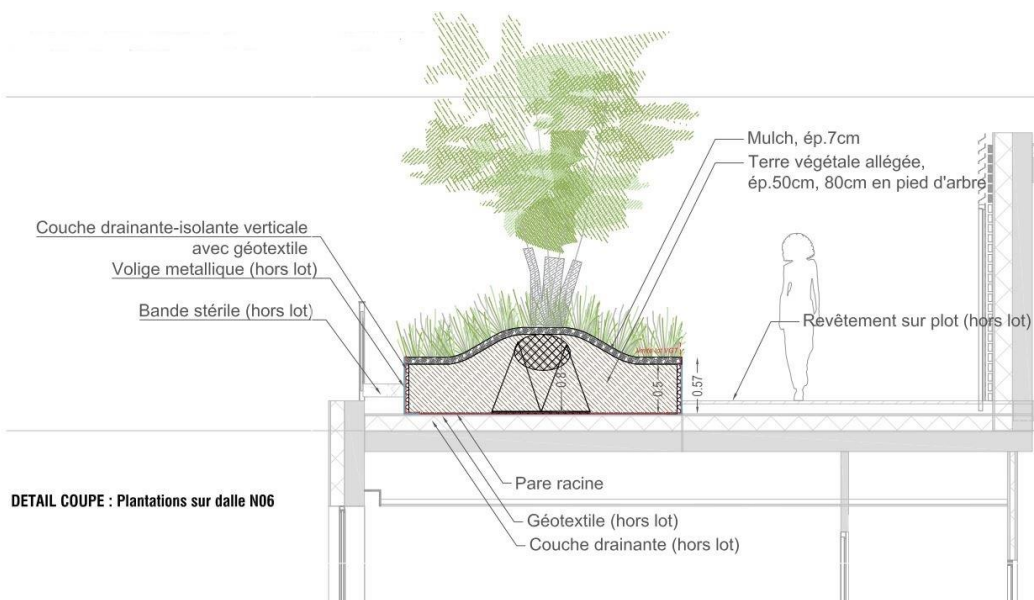 Mulch, ép.7cm
Terre végétale allégée,
ép.50cm, 80cm en pied d'arbre
Couche drainante-isolante verticale
avec géotextile
Volige metallique (hors lot)
Bande stérile (hors lot)
Revêtement sur plot (hors lot)
0.8
0.5
0.57
Pare racine
DETAIL COUPE : Plantations sur dalle N06
Géotextile (hors lot)
Couche drainante (hors lot)